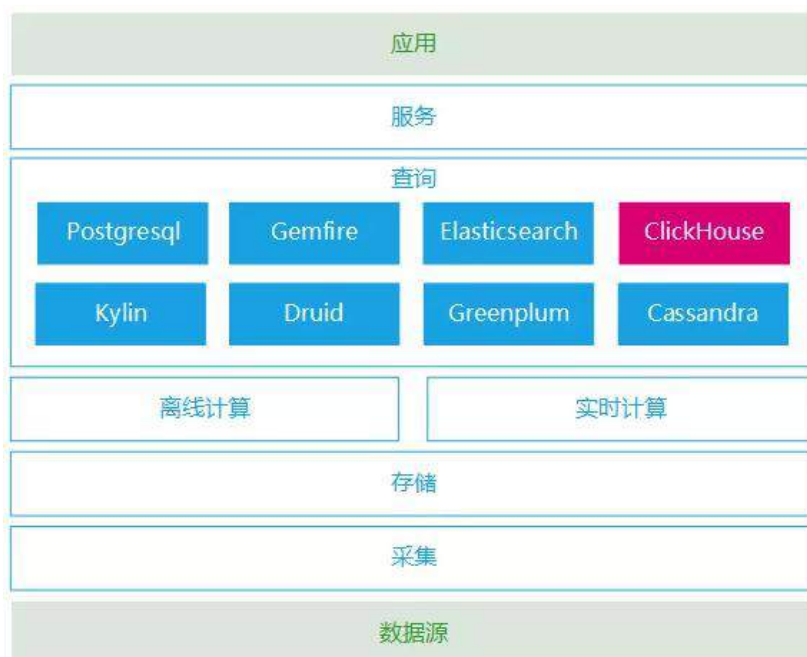 应用
服务
查询
Postgresql Gemfire Elasticsearch ClickHouse
Kylin Druid Greenplum Cassandra
离线计算 实时计算
存储
采集
数据源